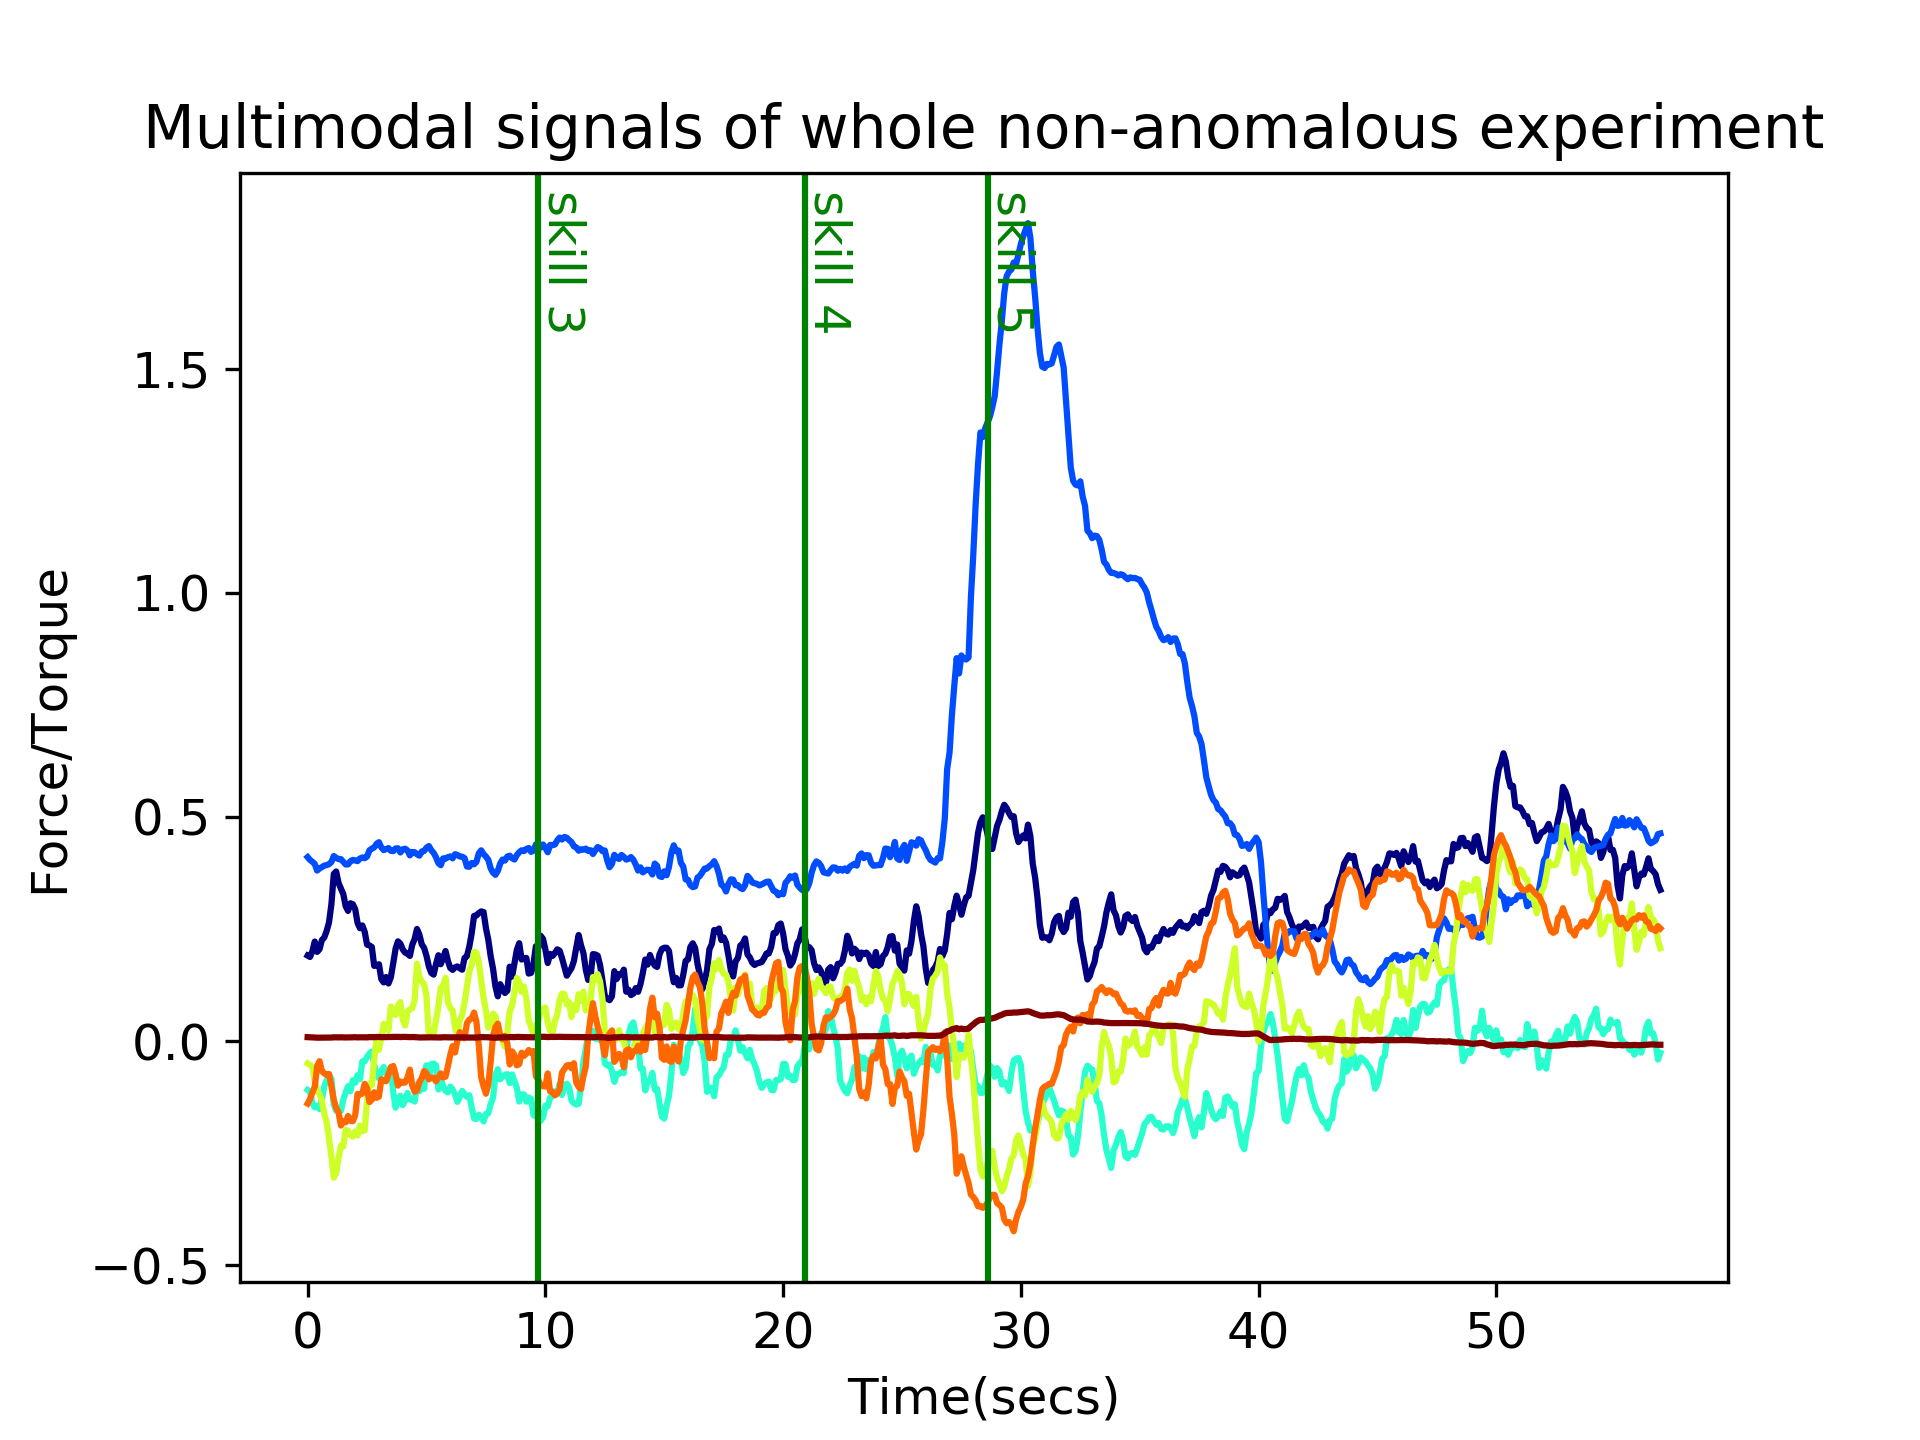 Multimodal signals of whole non-anomalous experiment
skill 3
skill 4
skill 5
1.5
1.0
0.5
0.0
−0.5
Force/Torque
0 10 20 30 40 50
Time(secs)